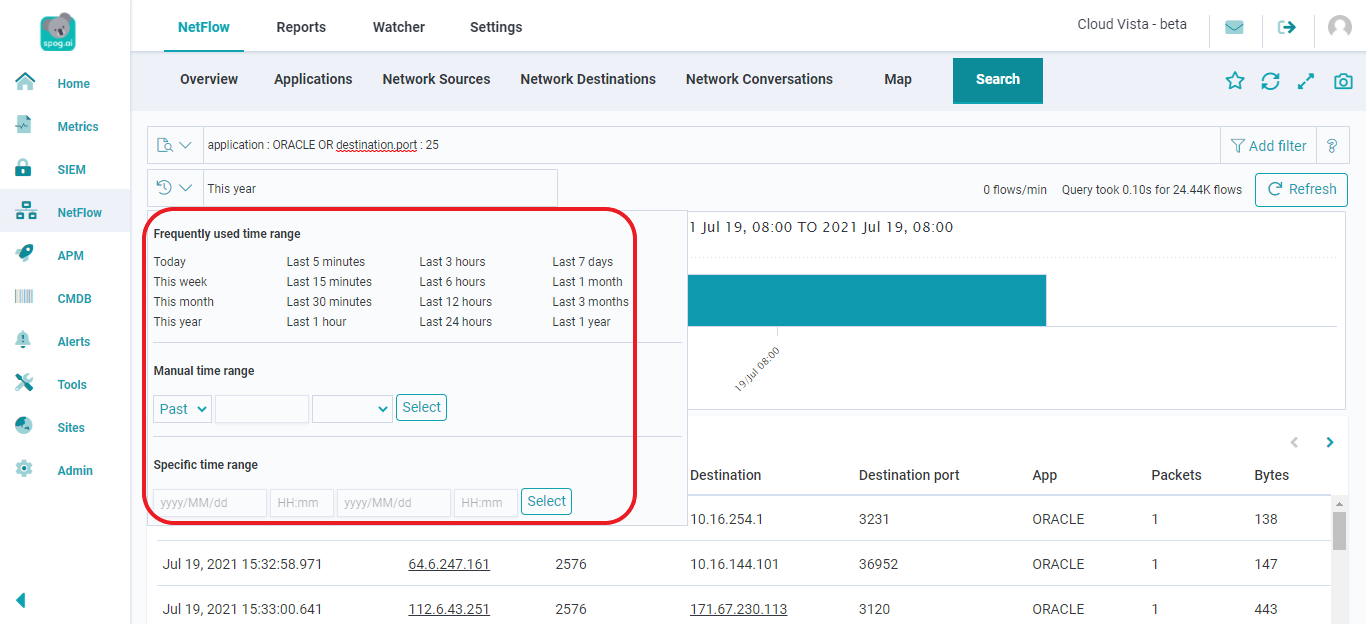 spog.ai
NetFlow Reports Watcher Settings
Cloud Vista - beta
Home
Metrics
SIEM
NetFlow
APM
CMDB
Alerts
Tools
Sites
Admin
Overview Applications Network Sources Network Destinations Network Conversations Map Search
application : ORACLE OR destination.port : 25
Add filter
?
This year
0 flows/min Query took 0.10s for 24.44K flows Refresh
1 Jul 19, 08:00 TO 2021 Jul 19, 08:00
19/Jul 08:00
Frequently used time range
Today Last 5 minutes Last 3 hours Last 7 days
This week Last 15 minutes Last 6 hours Last 1 month
This month Last 30 minutes Last 12 hours Last 3 months
This year Last 1 hour Last 24 hours Last 1 year
Manual time range
Past Select
Specific time range
yyyy/MM/dd HH:mm yyyy/MM/dd HH:mm Select
Destination Destination port App Packets Bytes
10.16.254.1 3231 ORACLE 1 138
Jul 19, 2021 15:32:58.971 64.6.247.161 2576 10.16.144.101 36952 ORACLE 1 147
Jul 19, 2021 15:33:00.641 112.6.43.251 2576 171.67.230.113 3120 ORACLE 1 443